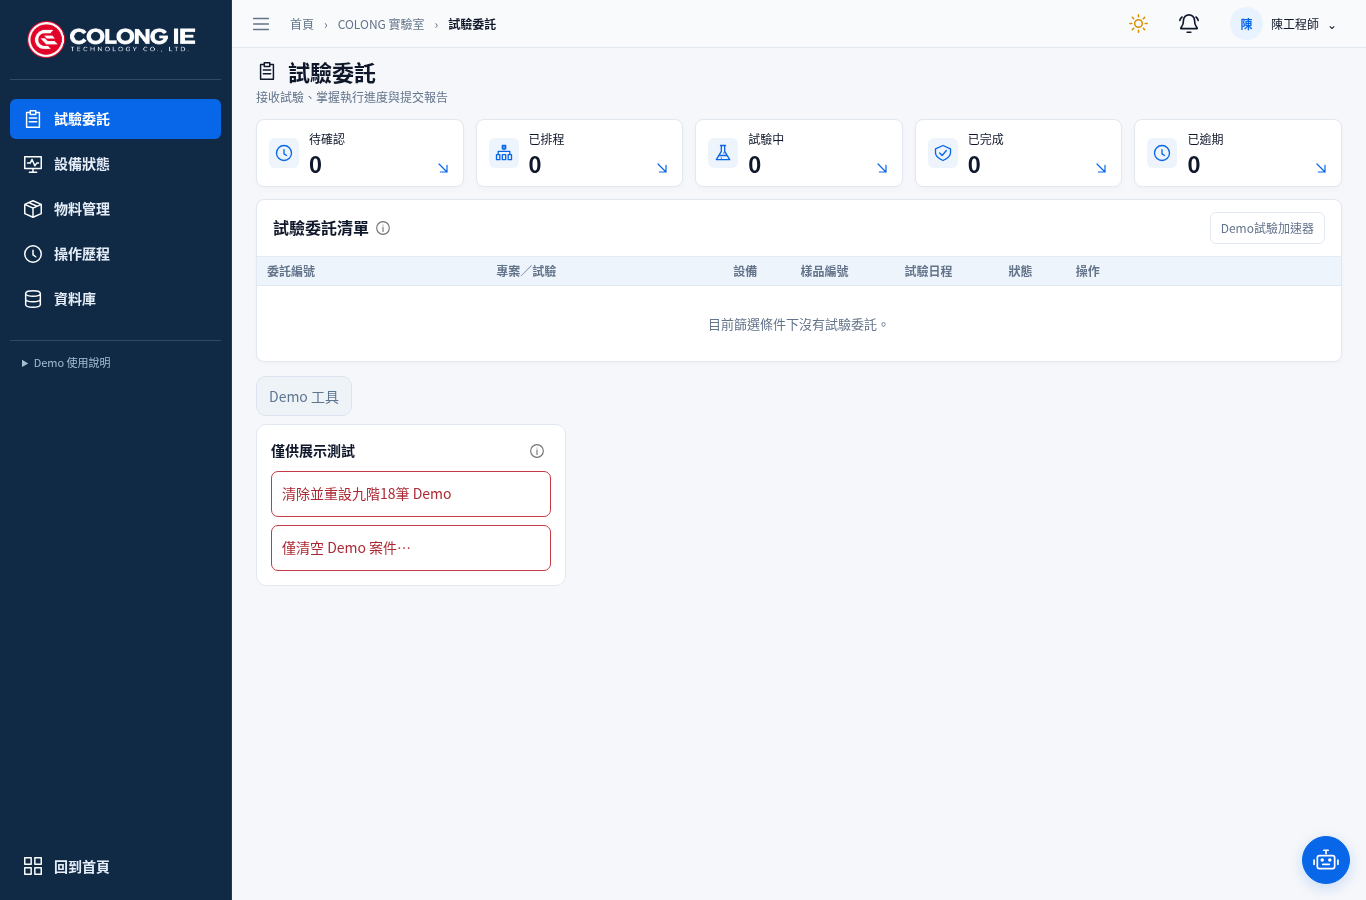 COLONG IE
TECHNOLOGY CO., LTD.
試驗委託
設備狀態
物料管理
操作歷程
資料庫
▶ Demo 使用說明
回到首頁
首頁 › COLONG 實驗室 › 試驗委託
陳 陳工程師
試驗委託
接收試驗、掌握執行進度與提交報告
待確認
0
已排程
0
試驗中
0
已完成
0
已逾期
0
試驗委託清單
Demo試驗加速器
委託編號 專案／試驗 設備 樣品編號 試驗日程 狀態 操作
目前篩選條件下沒有試驗委託。
Demo 工具
僅供展示測試
清除並重設九階18筆 Demo
僅清空 Demo 案件…